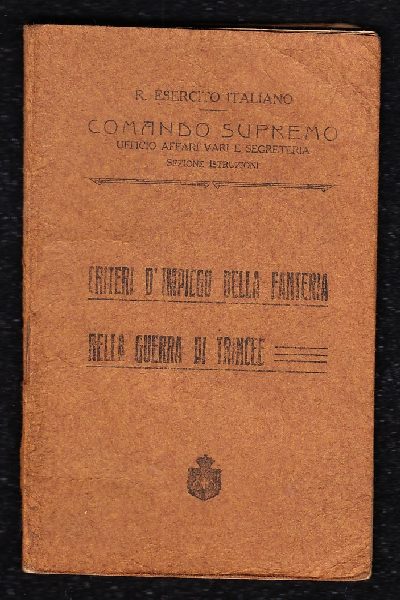 R. ESERCITO ITALIANO
COMANDO SUPREMO
UFFICIO AFFARI VARI E SEGRETERIA
SEZIONE ISTRUZIONI
CRITERI D'IMPIEGO DELLA FANTERIA
NELLA GUERRA DI TRINCEE